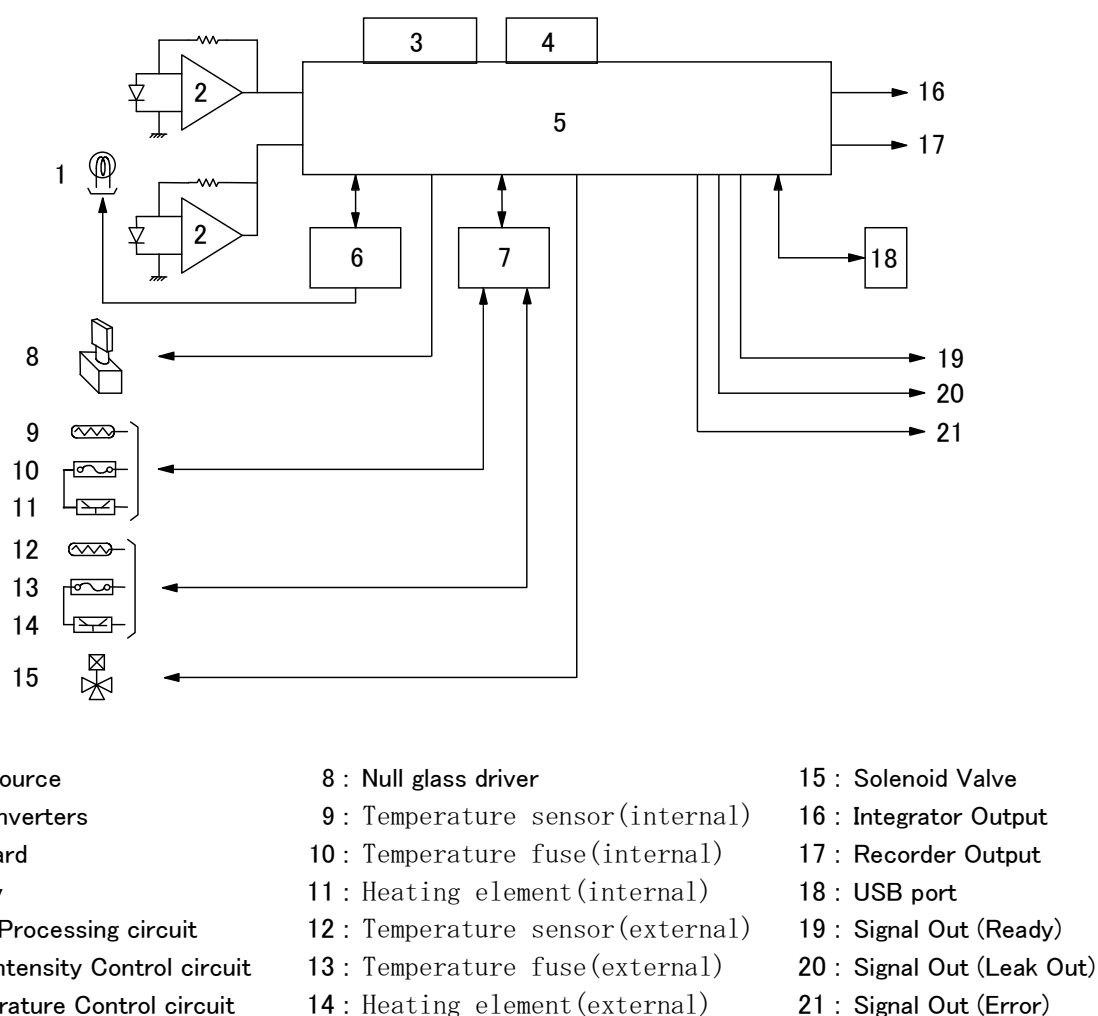 3 4
2 16
5
1 17
2
6 7 18
8 19
20
9 21
10
11
12
13
14
15
ource 8 : Null glass driver 15 : Solenoid Valve
nverters 9 : Temperature sensor(internal) 16 : Integrator Output
ard 10 : Temperature fuse(internal) 17 : Recorder Output
y 11 : Heating element(internal) 18 : USB port
Processing circuit 12 : Temperature sensor(external) 19 : Signal Out (Ready)
ntensity Control circuit 13 : Temperature fuse(external) 20 : Signal Out (Leak Out)
rature Control circuit 14 : Heating element(external) 21 : Signal Out (Error)